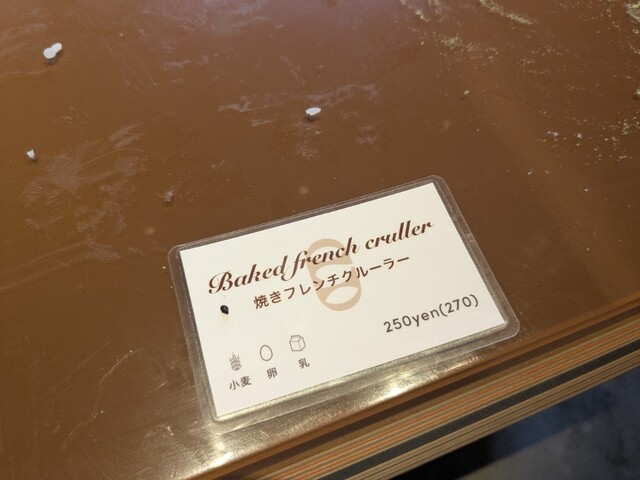 Baked french cruller
焼きフレンチクルーラー
250yen(270)
小麦 卵 乳